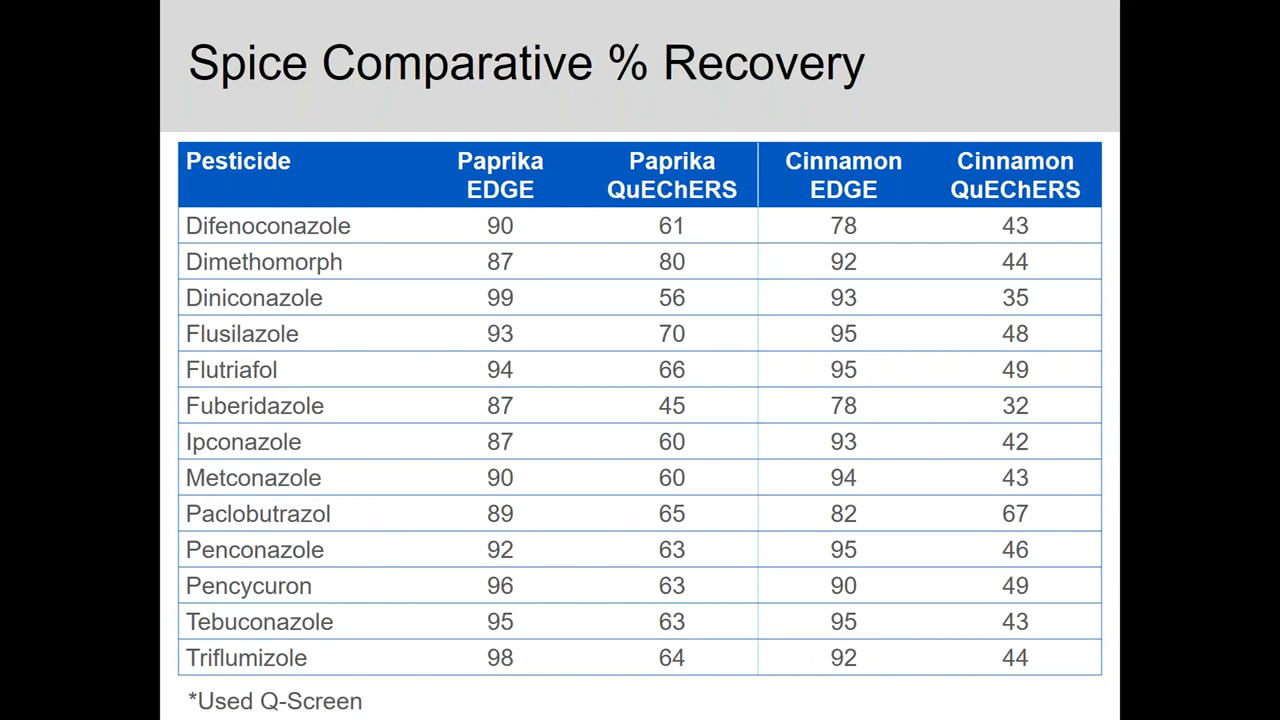 Spice Comparative % Recovery
Pesticide Paprika EDGE Paprika QuEChERS Cinnamon EDGE Cinnamon QuEChERS
Difenoconazole 90 61 78 43
Dimethomorph 87 80 92 44
Diniconazole 99 56 93 35
Flusilazole 93 70 95 48
Flutriafol 94 66 95 49
Fuberidazole 87 45 78 32
Ipconazole 87 60 93 42
Metconazole 90 60 94 43
Paclobutrazol 89 65 82 67
Penconazole 92 63 95 46
Pencycuron 96 63 90 49
Tebuconazole 95 63 95 43
Triflumizole 98 64 92 44
*Used Q-Screen